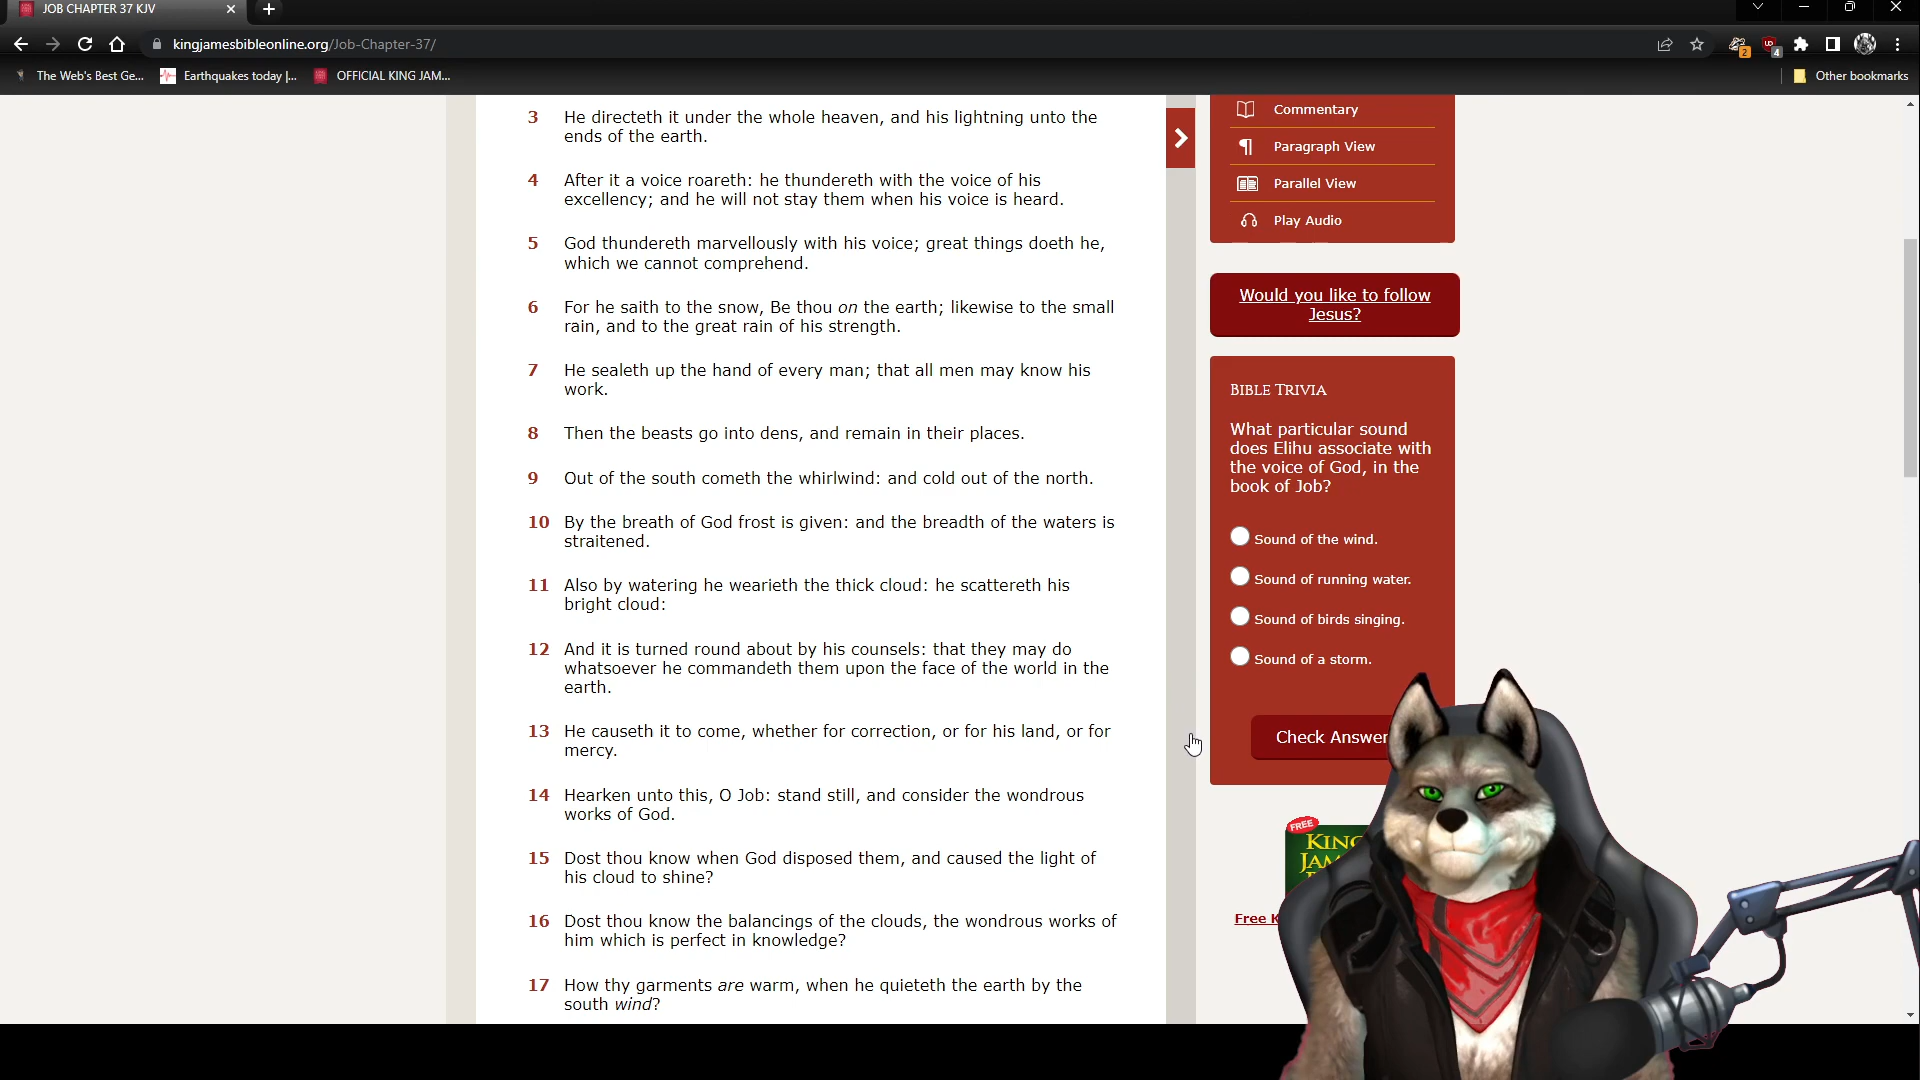 JOB CHAPTER 37 KJV
kingjamesbibleonline.org/Job-Chapter-37/
2
4
The Web's Best Ge...
Earthquakes today |...
OFFICIAL KING JAM...
Other bookmarks
3 He directeth it under the whole heaven, and his lightning unto the
ends of the earth.
4 After it a voice roareth: he thundereth with the voice of his
excellency; and he will not stay them when his voice is heard.
5 God thundereth marvellously with his voice; great things doeth he,
which we cannot comprehend.
6 For he saith to the snow, Be thou on the earth; likewise to the small
rain, and to the great rain of his strength.
7 He sealeth up the hand of every man; that all men may know his
work.
8 Then the beasts go into dens, and remain in their places.
9 Out of the south cometh the whirlwind: and cold out of the north.
10 By the breath of God frost is given: and the breadth of the waters is
straitened.
11 Also by watering he wearieth the thick cloud: he scattereth his
bright cloud:
12 And it is turned round about by his counsels: that they may do
whatsoever he commandeth them upon the face of the world in the
earth.
13 He causeth it to come, whether for correction, or for his land, or for
mercy.
14 Hearken unto this, O Job: stand still, and consider the wondrous
works of God.
15 Dost thou know when God disposed them, and caused the light of
his cloud to shine?
16 Dost thou know the balancings of the clouds, the wondrous works of
him which is perfect in knowledge?
17 How thy garments are warm, when he quieteth the earth by the
south wind?
Commentary
Paragraph View
Parallel View
Play Audio
Would you like to follow
Jesus?
BIBLE TRIVIA
What particular sound
does Elihu associate with
the voice of God, in the
book of Job?
Sound of the wind.
Sound of running water.
Sound of birds singing.
Sound of a storm.
Check Answer
FREE
KING
JAM
Free K